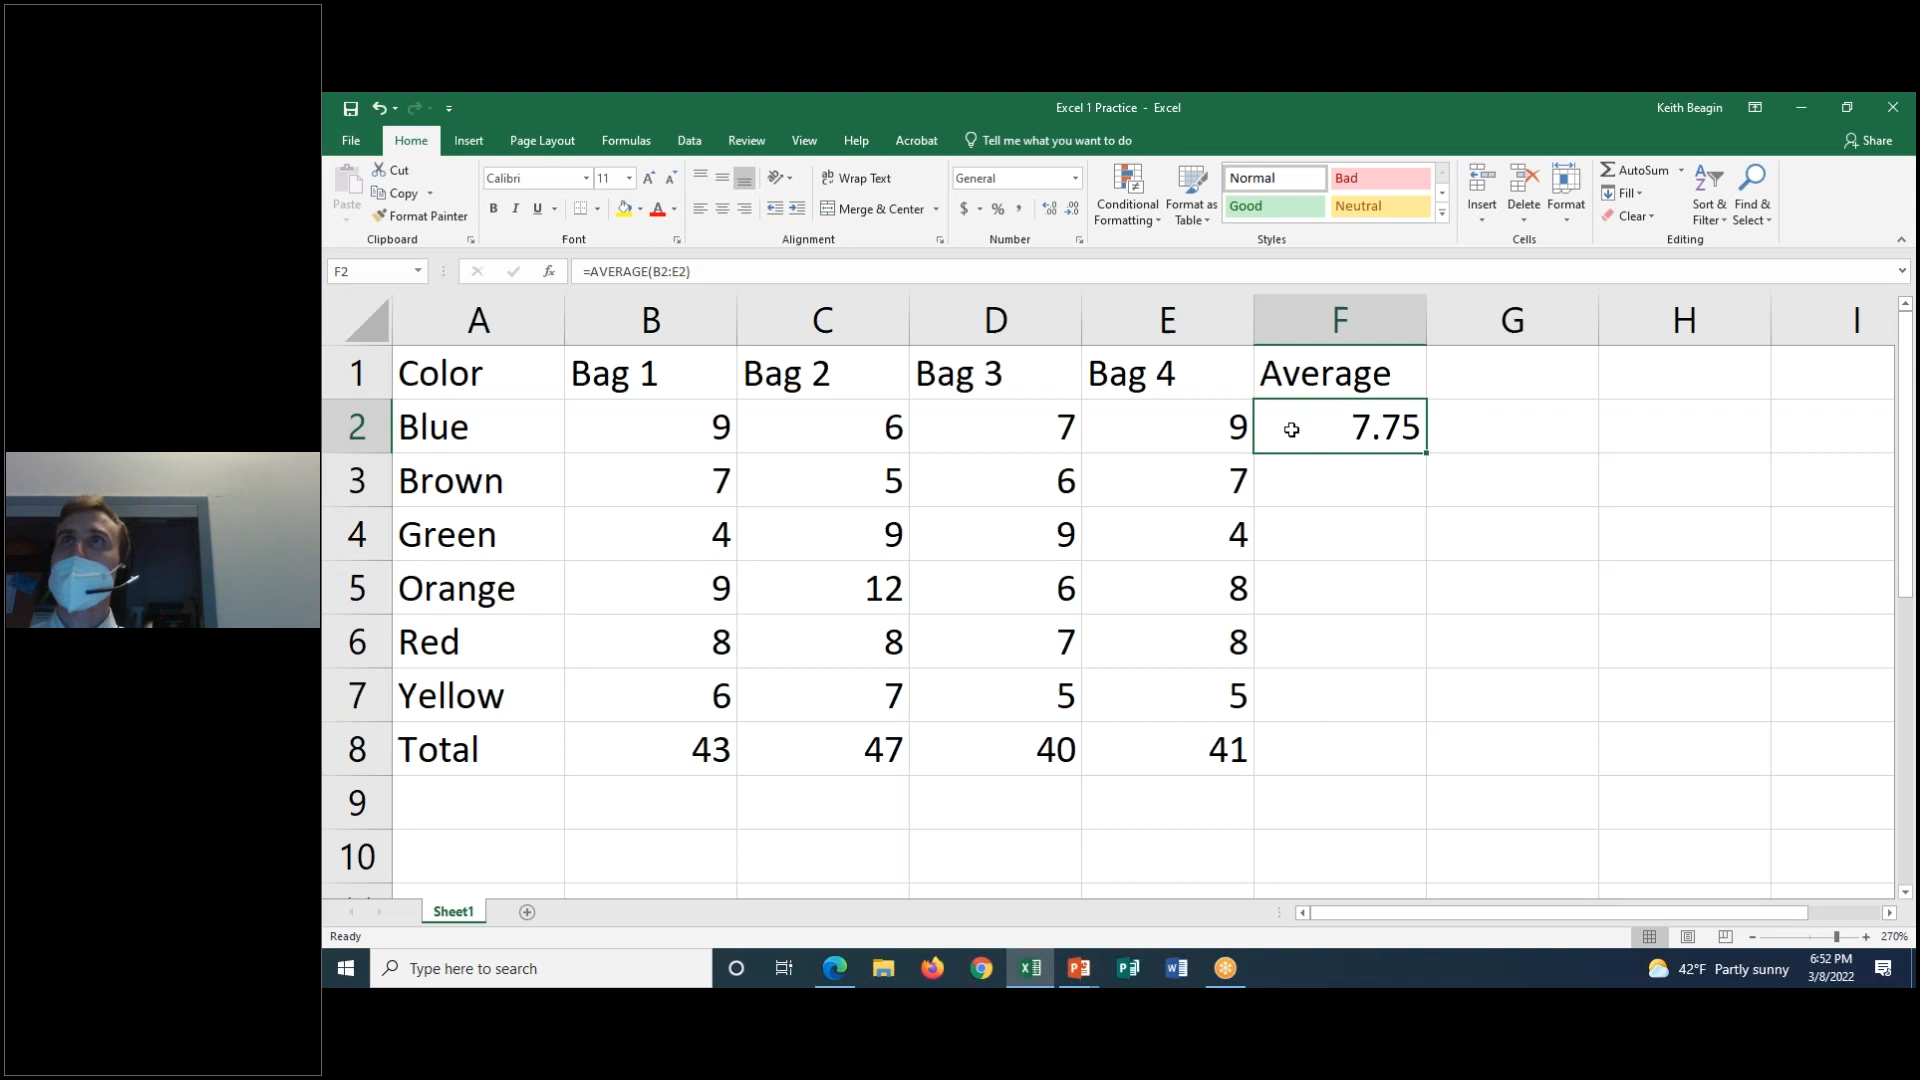 Excel 1 Practice - Excel
Keith Beagin
File Home Insert Page Layout Formulas Data Review View Help Acrobat Tell me what you want to do
Share
Paste
Cut
Copy
Format Painter
Clipboard
Calibri 11
B I U
Font
Wrap Text
Merge & Center
Alignment
General
$ % ,
Number
Conditional
Formatting
Format as
Table
Normal Bad
Good Neutral
Styles
Insert Delete Format
Cells
AutoSum
Fill
Clear
Sort &
Filter
Find &
Select
Editing
F2 fx =AVERAGE(B2:E2)
A B C D E F G H I
1 Color Bag 1 Bag 2 Bag 3 Bag 4 Average
2 Blue 9 6 7 9 7.75
3 Brown 7 5 6 7
4 Green 4 9 9 4
5 Orange 9 12 6 8
6 Red 8 8 7 8
7 Yellow 6 7 5 5
8 Total 43 47 40 41
9
10
Sheet1
Ready
270%
Type here to search
42°F Partly sunny
6:52 PM
3/8/2022